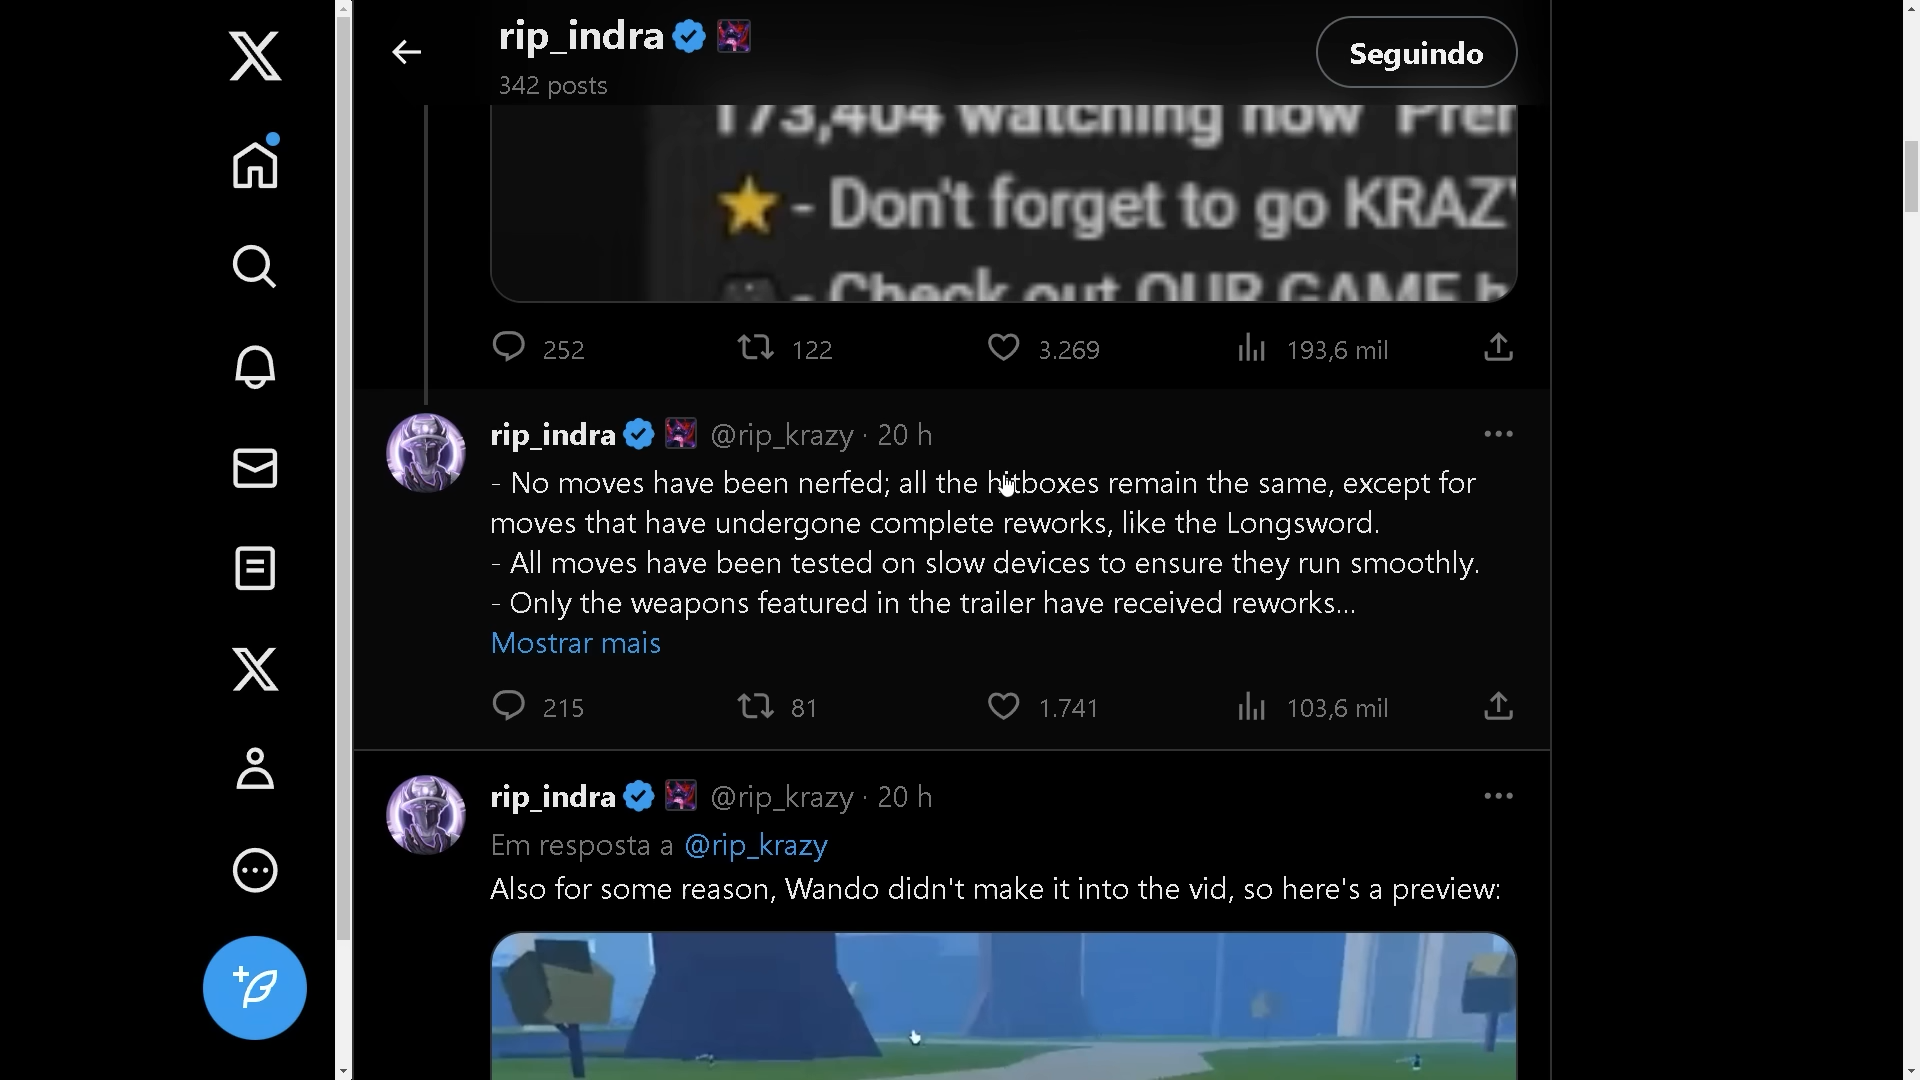 rip_indra
342 posts
Seguindo
173,404 watching now
- Don't forget to go
- Check out OUR GAME
252 122 3.269 193,6 mil
rip_indra @rip_krazy · 20 h
- No moves have been nerfed; all the hitboxes remain the same, except for
moves that have undergone complete reworks, like the Longsword.
- All moves have been tested on slow devices to ensure they run smoothly.
- Only the weapons featured in the trailer have received reworks...
Mostrar mais
215 81 1.741 103,6 mil
rip_indra @rip_krazy · 20 h
Em resposta a @rip_krazy
Also for some reason, Wando didn't make it into the vid, so here's a preview: